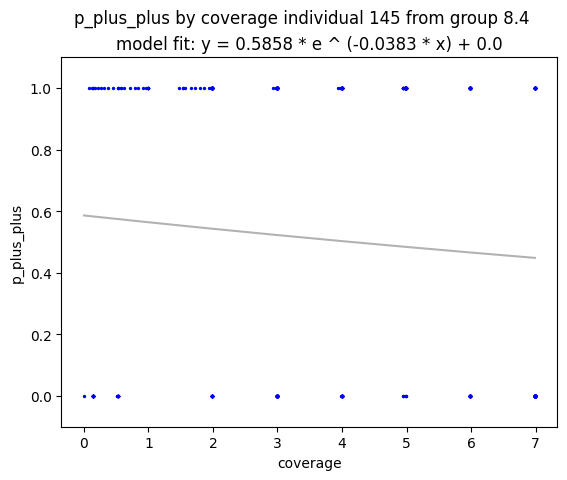 p_plus_plus by coverage individual 145 from group 8.4
model fit: y = 0.5858 * e ^ (-0.0383 * x) + 0.0
1.0
0.8
0.6
0.4
0.2
0.0
p_plus_plus
0 1 2 3 4 5 6 7
coverage